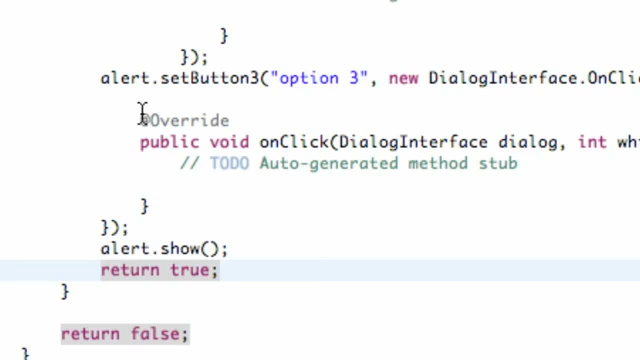 }
});
alert.setButton3("option 3", new DialogInterface.OnCli
@Override
public void onClick(DialogInterface dialog, int wh
// TODO Auto-generated method stub
}
});
alert.show();
return true;
}
return false;
}